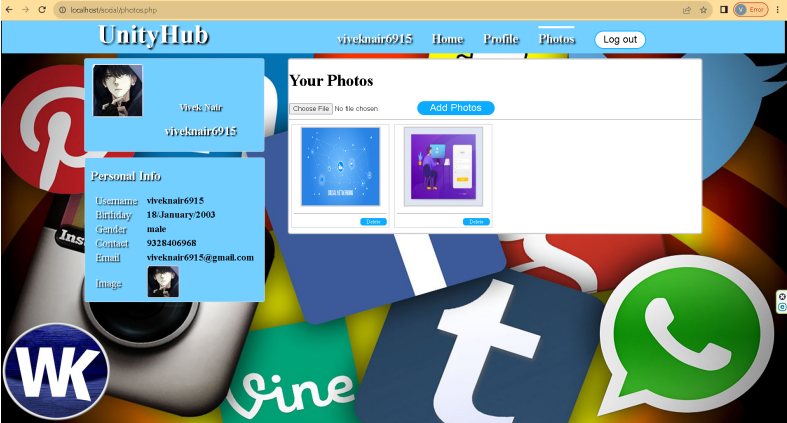 localhost/social/photos.php
V Error
UnityHub
viveknair6915 Home Profile Photos Log out
Vivek Nair
viveknair6915
Your Photos
Choose File No file chosen Add Photos
Delete Delete
Personal Info
Username viveknair6915
Birthday 18/January/2003
Gender male
Contact 9328406968
Email viveknair6915@gmail.com
Image
Ins
WK
Vine
t